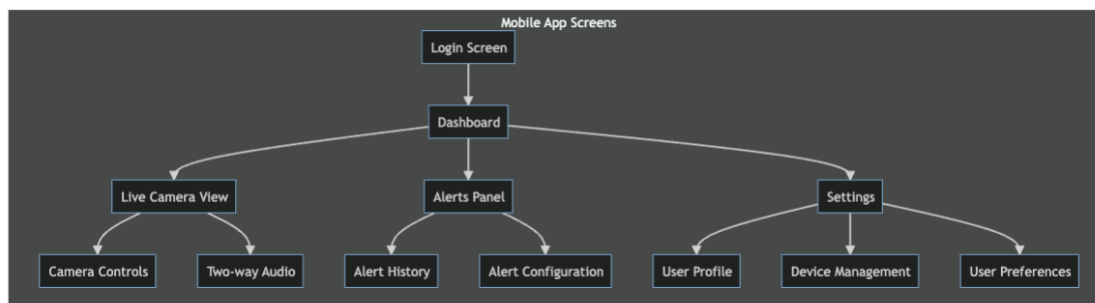 Mobile App Screens
Login Screen
Dashboard
Live Camera View
Alerts Panel
Settings
Camera Controls
Two-way Audio
Alert History
Alert Configuration
User Profile
Device Management
User Preferences